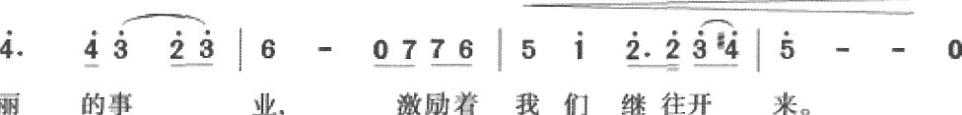 4̇. 4̇ 3̇ 2̇ 3̇ | 6 - 0 7 7 6 | 5 1̇ 2̇. 2̇ 3̇ #4̇ | 5̇ - - 0
丽 的事 业, 激励着 我 们 继 往开 来。